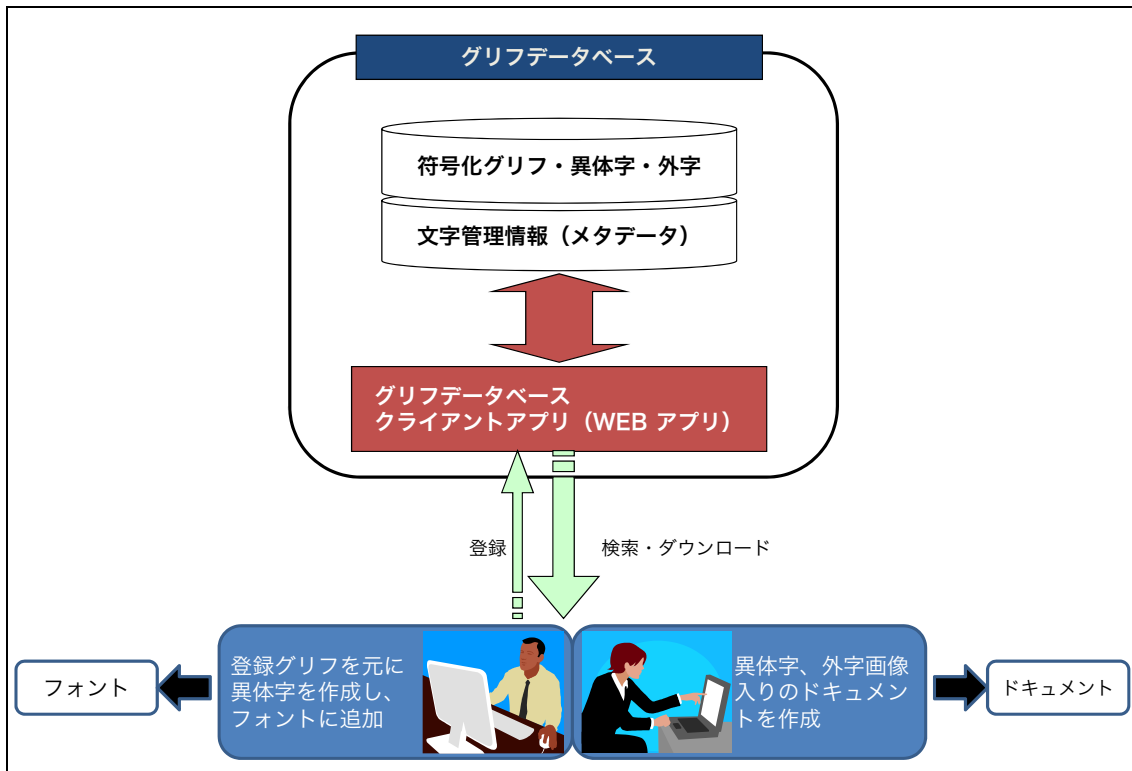 グリフデータベース
符号化グリフ・異体字・外字
文字管理情報（メタデータ）
グリフデータベース
クライアントアプリ（WEB アプリ）
登録
検索・ダウンロード
フォント
登録グリフを元に
異体字を作成し、
フォントに追加
異体字、外字画像
入りのドキュメン
トを作成
ドキュメント